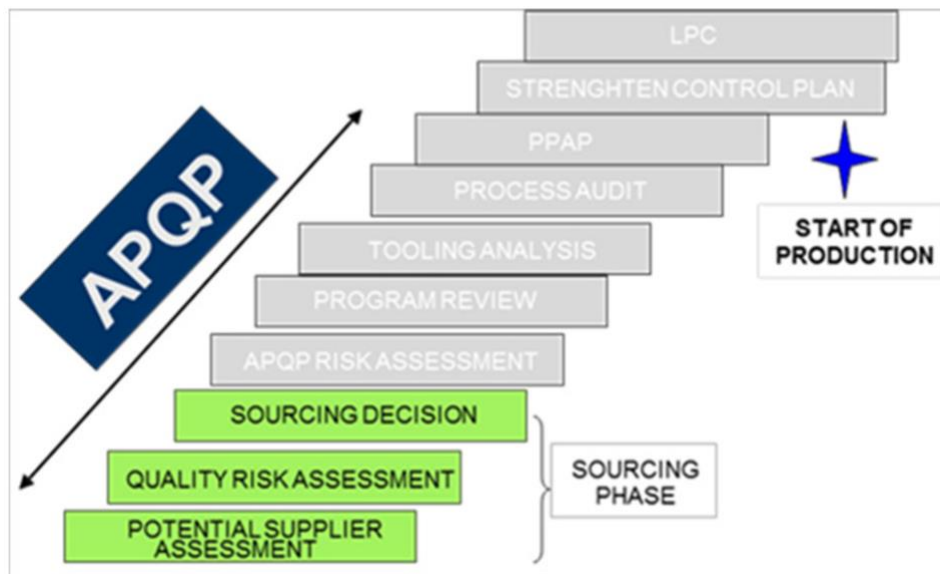 LPC
STRENGHTEN CONTROL PLAN
PPAP
PROCESS AUDIT
START OF
PRODUCTION
APQP
TOOLING ANALYSIS
PROGRAM REVIEW
APQP RISK ASSESSMENT
SOURCING DECISION
QUALITY RISK ASSESSMENT
SOURCING
PHASE
POTENTIAL SUPPLIER
ASSESSMENT